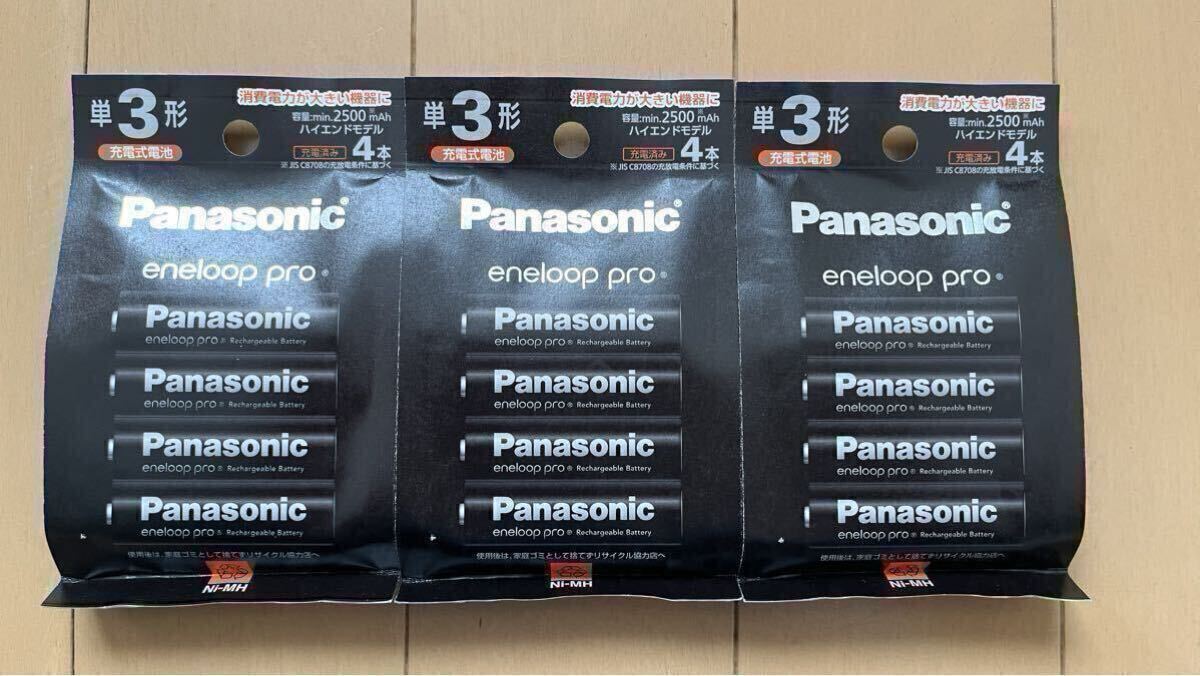 単3形
充電式電池
消費電力が大きい機器に
容量:min.2500※mAh
ハイエンドモデル
充電済み 4本
※JIS C8708の充放電条件に基づく
Panasonic®
eneloop pro®
Panasonic
eneloop pro® Rechargeable Battery
Panasonic
eneloop pro® Rechargeable Battery
Panasonic
eneloop pro® Rechargeable Battery
Panasonic
eneloop pro® Rechargeable Battery
使用後は、家庭ゴミとして捨てずリサイクル協力店へ
Ni-MH
単3形
充電式電池
消費電力が大きい機器に
容量:min.2500※mAh
ハイエンドモデル
充電済み 4本
※JIS C8708の充放電条件に基づく
Panasonic®
eneloop pro®
Panasonic
eneloop pro® Rechargeable Battery
Panasonic
eneloop pro® Rechargeable Battery
Panasonic
eneloop pro® Rechargeable Battery
Panasonic
eneloop pro® Rechargeable Battery
使用後は、家庭ゴミとして捨てずリサイクル協力店へ
Ni-MH
単3形
充電式電池
消費電力が大きい機器に
容量:min.2500※mAh
ハイエンドモデル
充電済み 4本
※JIS C8708の充放電条件に基づく
Panasonic®
eneloop pro®
Panasonic
eneloop pro® Rechargeable Battery
Panasonic
eneloop pro® Rechargeable Battery
Panasonic
eneloop pro® Rechargeable Battery
Panasonic
eneloop pro® Rechargeable Battery
使用後は、家庭ゴミとして捨てずリサイクル協力店へ
Ni-MH